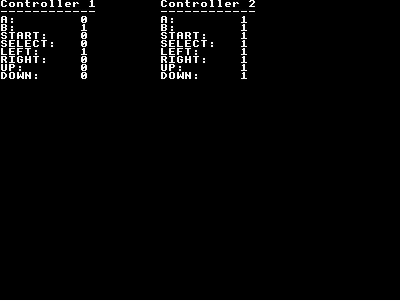 Controller 1 Controller 2
------------ ------------
A: 0 A: 1
B: 1 B: 1
START: 0 START: 1
SELECT: 0 SELECT: 1
LEFT: 1 LEFT: 1
RIGHT: 0 RIGHT: 1
UP: 0 UP: 1
DOWN: 0 DOWN: 1